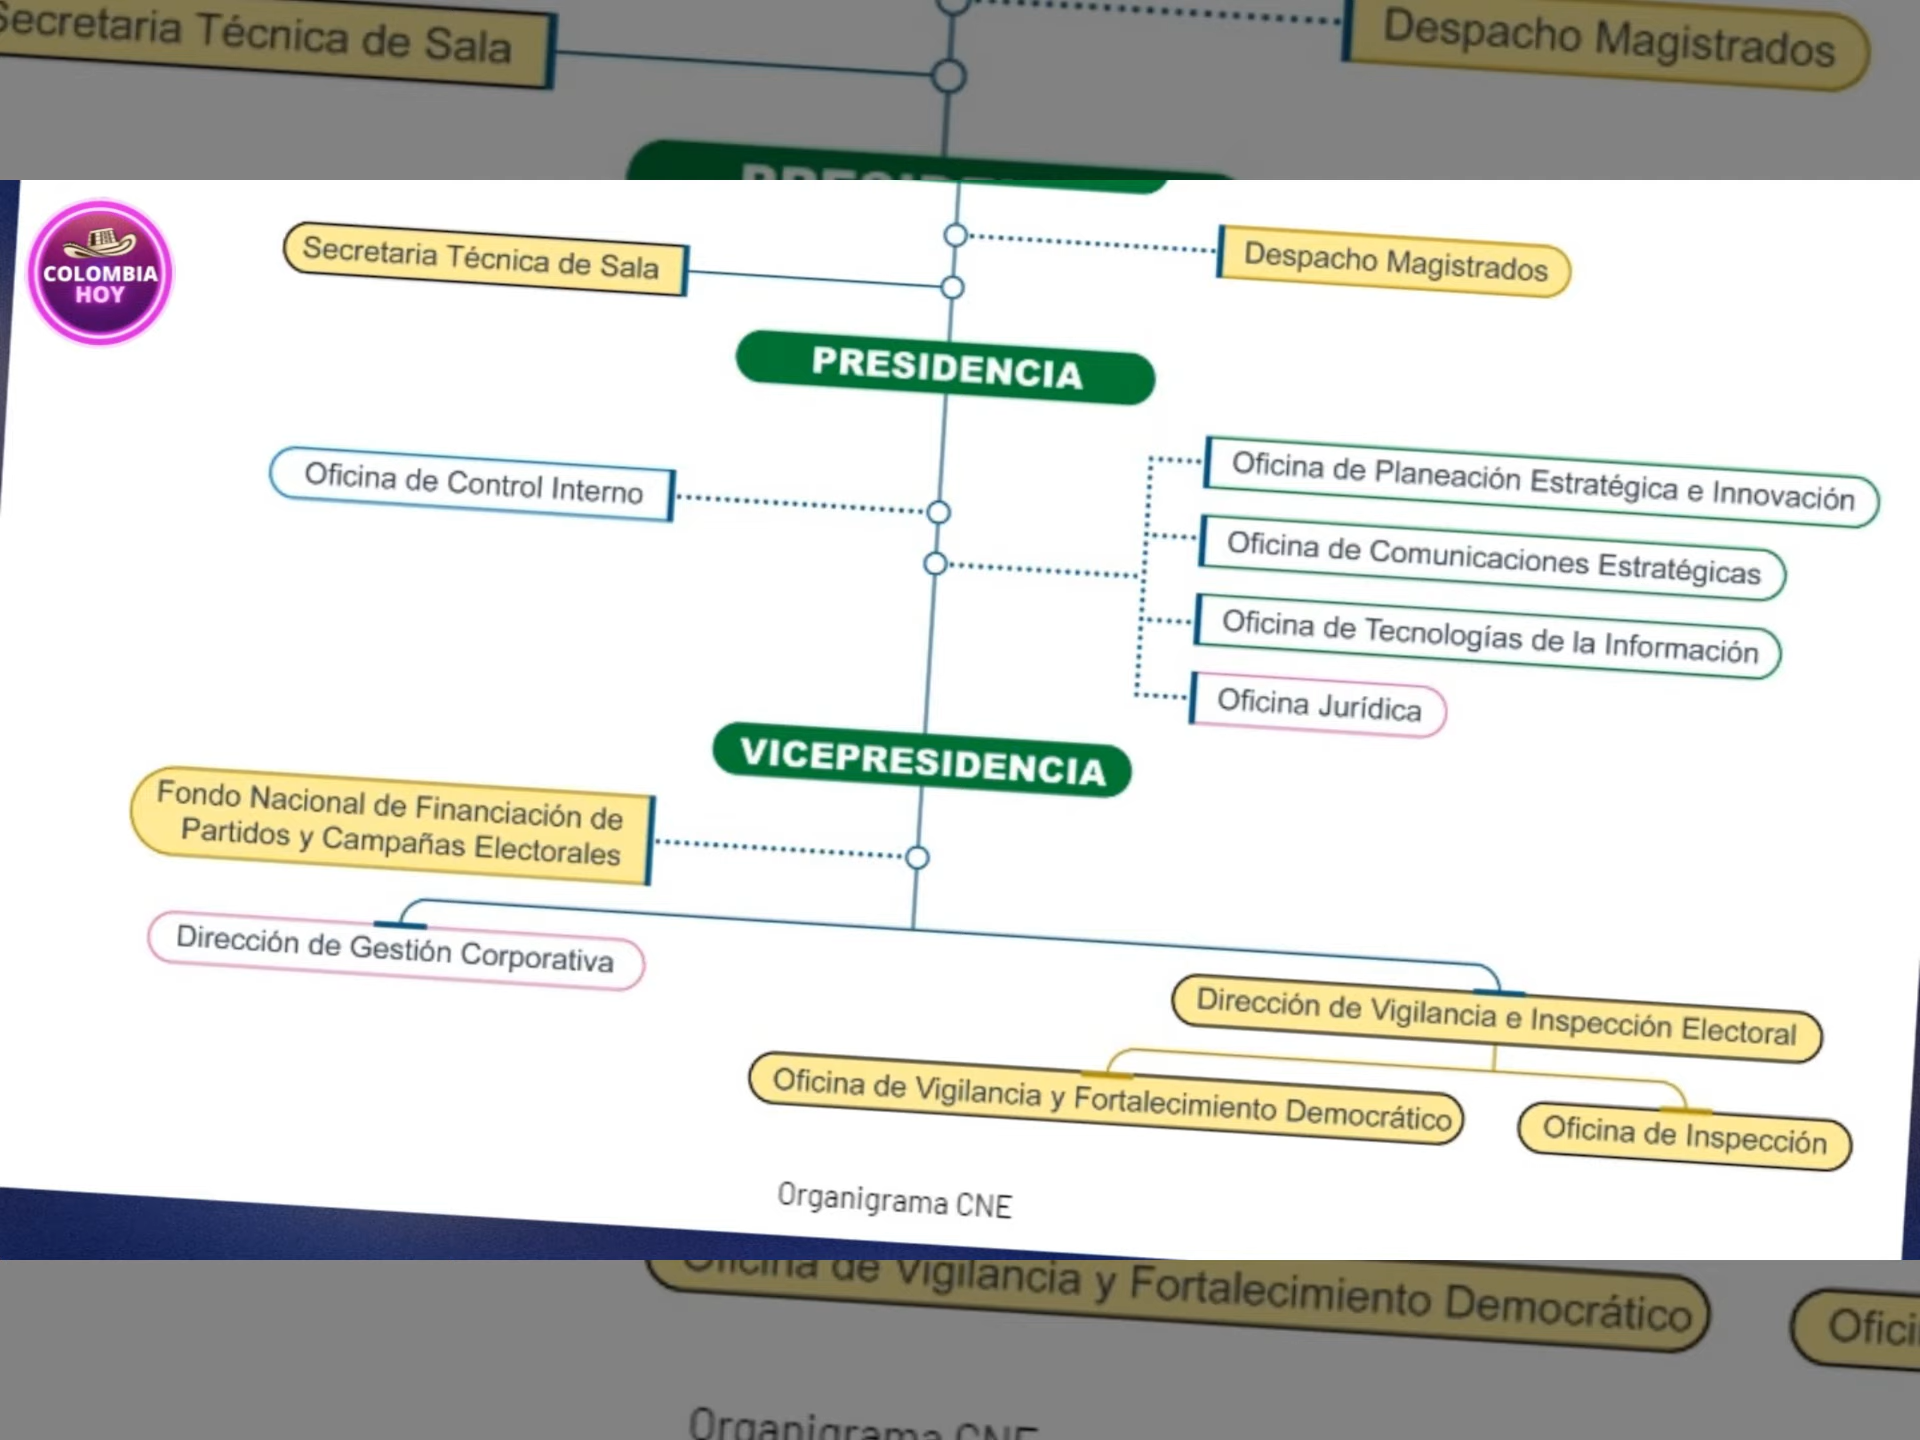 Secretaria Técnica de Sala
Despacho Magistrados
COLOMBIA
HOY
Secretaria Técnica de Sala
Despacho Magistrados
PRESIDENCIA
Oficina de Control Interno
Oficina de Planeación Estratégica e Innovación
Oficina de Comunicaciones Estratégicas
Oficina de Tecnologías de la Información
Oficina Jurídica
VICEPRESIDENCIA
Fondo Nacional de Financiación de
Partidos y Campañas Electorales
Dirección de Gestión Corporativa
Dirección de Vigilancia e Inspección Electoral
Oficina de Vigilancia y Fortalecimiento Democrático
Oficina de Inspección
Organigrama CNE
Oficina de Vigilancia y Fortalecimiento Democrático
Ofici
Organigrama CNE